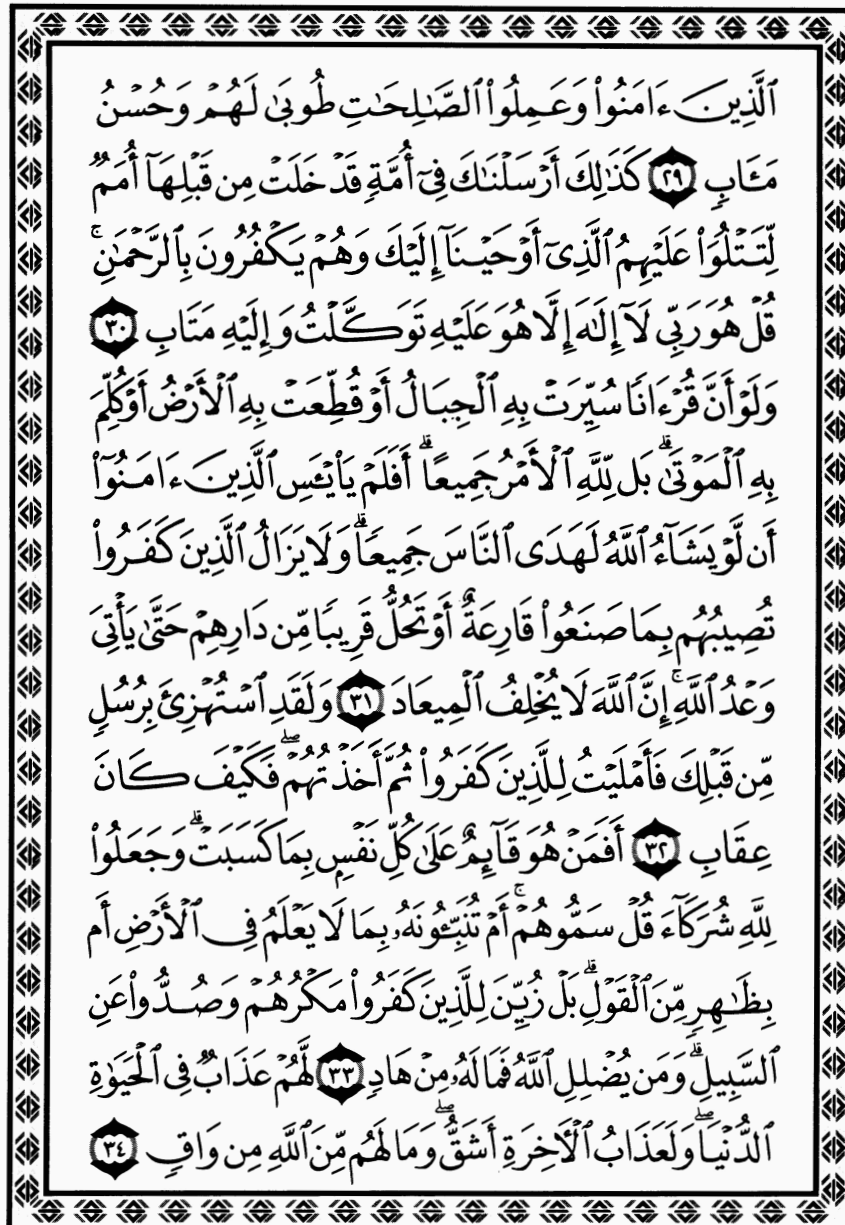 ٱلَّذِينَ ءَامَنُوا۟ وَعَمِلُوا۟ ٱلصَّـٰلِحَـٰتِ طُوبَىٰ لَهُمْ وَحُسْنُ
مَـَٔابٍ ٢٩ كَذَٰلِكَ أَرْسَلْنَـٰكَ فِىٓ أُمَّةٍ قَدْ خَلَتْ مِن قَبْلِهَآ أُمَمٌ
لِّتَتْلُوَا۟ عَلَيْهِمُ ٱلَّذِىٓ أَوْحَيْنَآ إِلَيْكَ وَهُمْ يَكْفُرُونَ بِٱلرَّحْمَـٰنِ ۚ
قُلْ هُوَ رَبِّى لَآ إِلَـٰهَ إِلَّا هُوَ عَلَيْهِ تَوَكَّلْتُ وَإِلَيْهِ مَتَابِ ٣٠
وَلَوْ أَنَّ قُرْءَانًا سُيِّرَتْ بِهِ ٱلْجِبَالُ أَوْ قُطِّعَتْ بِهِ ٱلْأَرْضُ أَوْ كُلِّمَ
بِهِ ٱلْمَوْتَىٰ ۗ بَل لِّلَّهِ ٱلْأَمْرُ جَمِيعًا ۗ أَفَلَمْ يَا۟يْـَٔسِ ٱلَّذِينَ ءَامَنُوٓا۟
أَن لَّوْ يَشَآءُ ٱللَّهُ لَهَدَى ٱلنَّاسَ جَمِيعًا ۗ وَلَا يَزَالُ ٱلَّذِينَ كَفَرُوا۟
تُصِيبُهُم بِمَا صَنَعُوا۟ قَارِعَةٌ أَوْ تَحُلُّ قَرِيبًا مِّن دَارِهِمْ حَتَّىٰ يَأْتِىَ
وَعْدُ ٱللَّهِ ۚ إِنَّ ٱللَّهَ لَا يُخْلِفُ ٱلْمِيعَادَ ٣١ وَلَقَدِ ٱسْتُهْزِئَ بِرُسُلٍ
مِّن قَبْلِكَ فَأَمْلَيْتُ لِلَّذِينَ كَفَرُوا۟ ثُمَّ أَخَذْتُهُمْ ۖ فَكَيْفَ كَانَ
عِقَابِ ٣٢ أَفَمَنْ هُوَ قَآئِمٌ عَلَىٰ كُلِّ نَفْسٍۭ بِمَا كَسَبَتْ ۗ وَجَعَلُوا۟
لِلَّهِ شُرَكَآءَ قُلْ سَمُّوهُمْ ۚ أَمْ تُنَبِّـُٔونَهُۥ بِمَا لَا يَعْلَمُ فِى ٱلْأَرْضِ أَم
بِظَـٰهِرٍ مِّنَ ٱلْقَوْلِ ۗ بَلْ زُيِّنَ لِلَّذِينَ كَفَرُوا۟ مَكْرُهُمْ وَصُدُّوا۟ عَنِ
ٱلسَّبِيلِ ۗ وَمَن يُضْلِلِ ٱللَّهُ فَمَا لَهُۥ مِنْ هَادٍ ٣٣ لَّهُمْ عَذَابٌ فِى ٱلْحَيَوٰةِ
ٱلدُّنْيَا ۖ وَلَعَذَابُ ٱلْـَٔاخِرَةِ أَشَقُّ ۖ وَمَا لَهُم مِّنَ ٱللَّهِ مِن وَاقٍ ٣٤